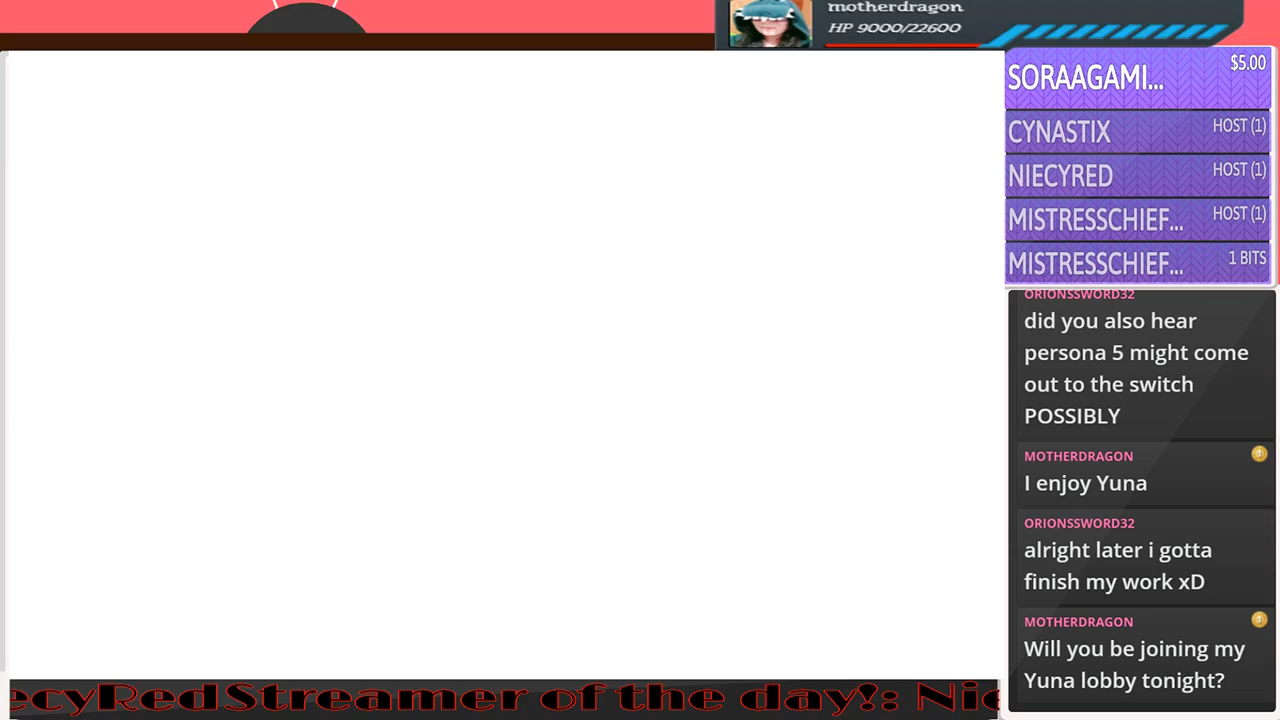 motherdragon
HP 9000/22600
SORAAGAMI... $5.00
CYNASTIX HOST (1)
NIECYRED HOST (1)
MISTRESSCHIEF... HOST (1)
MISTRESSCHIEF... 1 BITS
ORIONSSWORD32
did you also hear
persona 5 might come
out to the switch
POSSIBLY
MOTHERDRAGON
I enjoy Yuna
ORIONSSWORD32
alright later i gotta
finish my work xD
MOTHERDRAGON
Will you be joining my
Yuna lobby tonight?
ecyRedStreamer of the day!: Nie